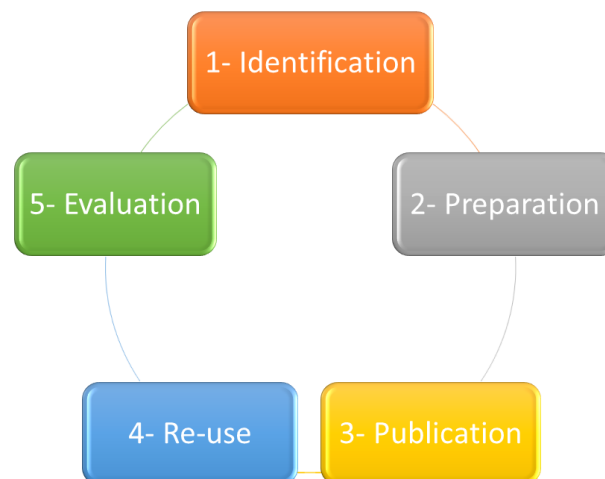 1- Identification
2- Preparation
3- Publication
4- Re-use
5- Evaluation